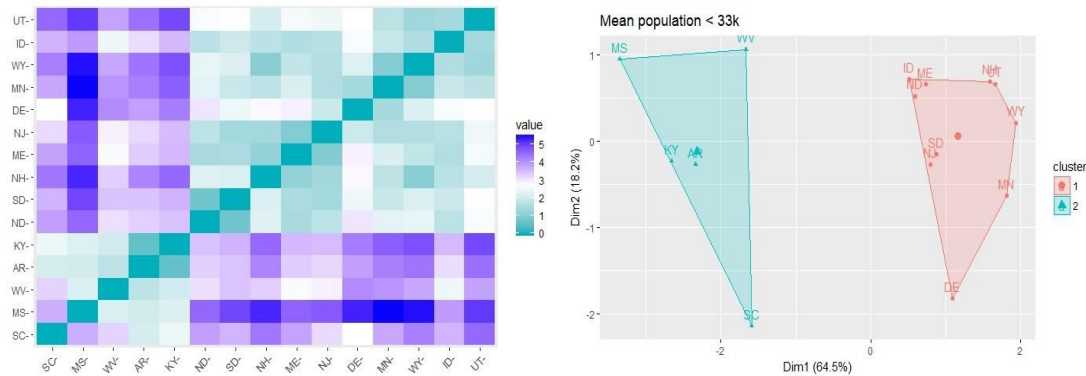 UT-
ID-
WY-
MN-
DE-
NJ-
ME-
NH-
SD-
ND-
KY-
AR-
WV-
MS-
SC-
SC- MS- WV- AR- KY- ND- SD- NH- ME- NJ- DE- MN- WY- ID- UT-
value
5
4
3
2
1
0
Mean population < 33k
MS WV
ID ME NH UT
ND
WY
KY AR SD
NJ
MN
DE
SC
1
0
-1
-2
-2 0 2
Dim1 (64.5%)
Dim2 (18.2%)
cluster
1
2